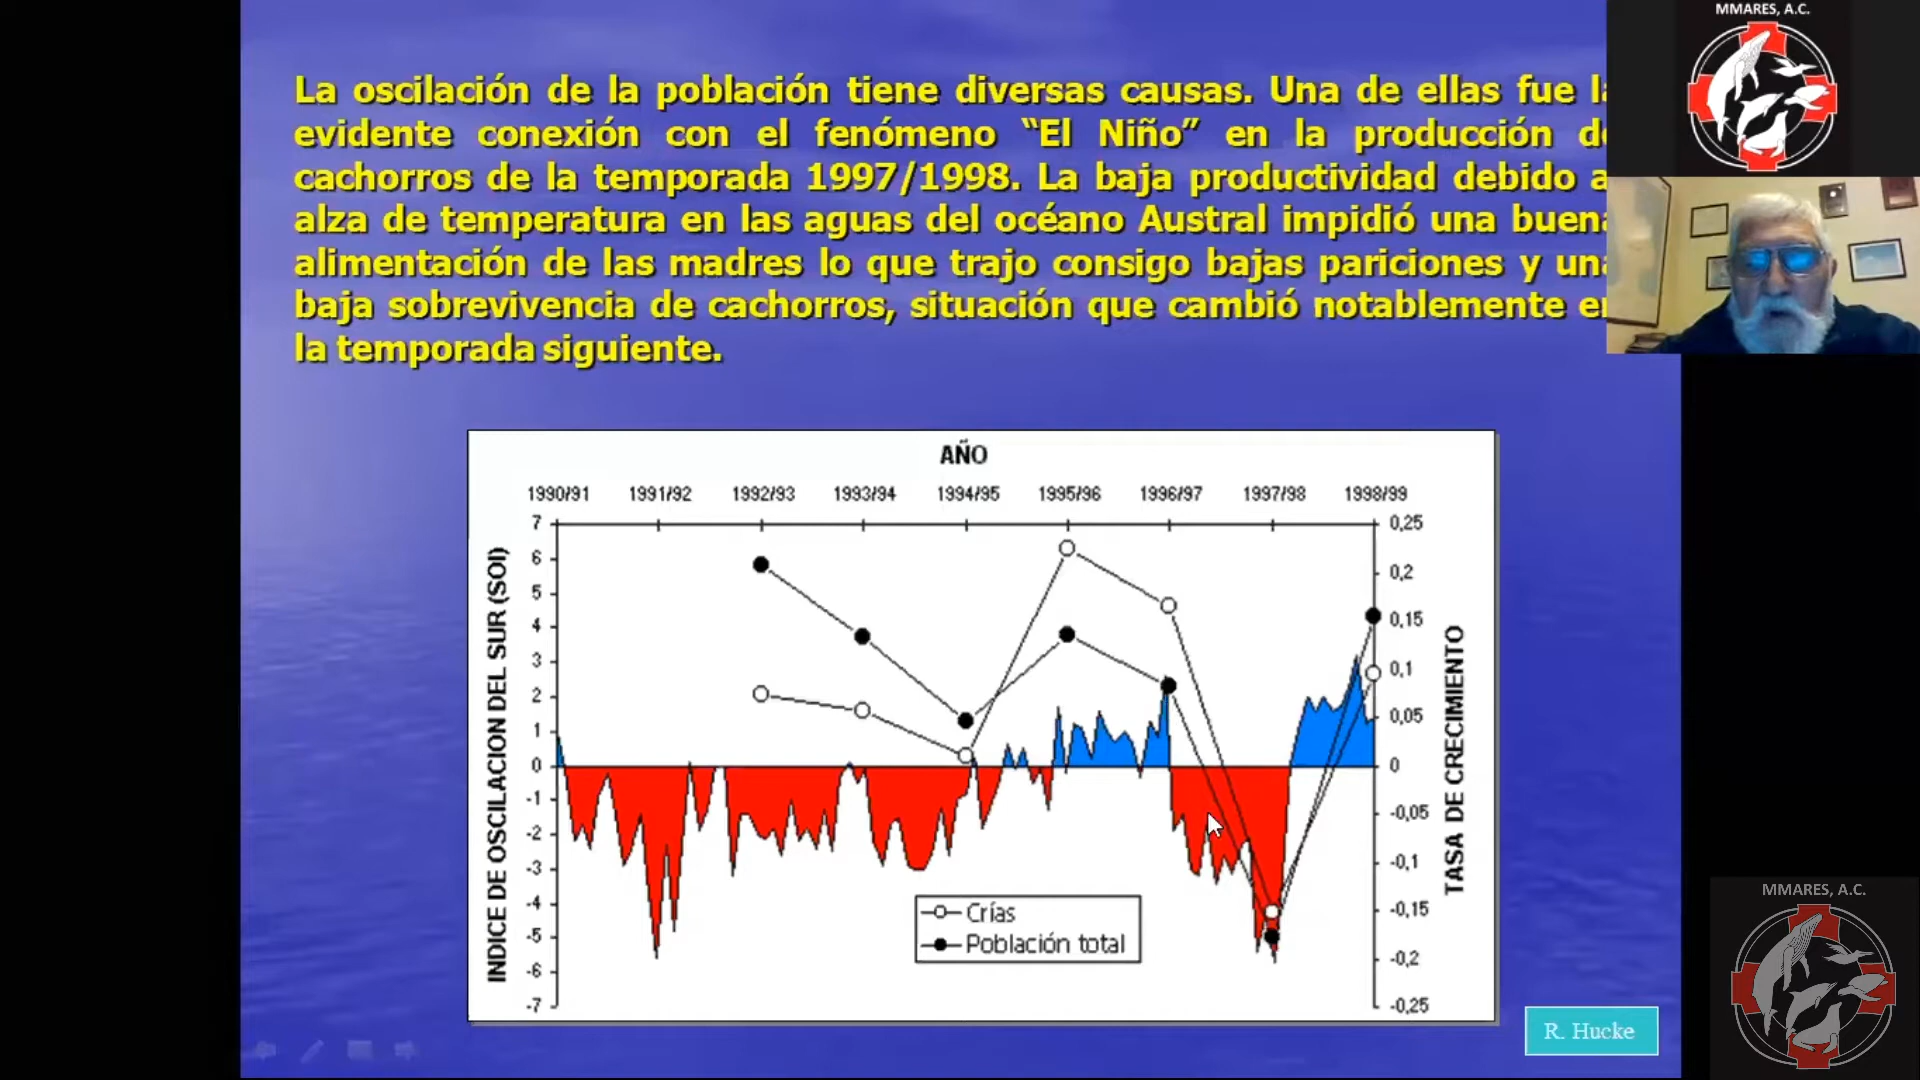 MMARES, A.C.
La oscilación de la población tiene diversas causas. Una de ellas fue
evidente conexión con el fenómeno “El Niño” en la producción
cachorros de la temporada 1997/1998. La baja productividad debido
alza de temperatura en las aguas del océano Austral impidió una
alimentación de las madres lo que trajo consigo bajas pariciones y
baja sobrevivencia de cachorros, situación que cambió notablemente
la temporada siguiente.
AÑO
1990/91 1991/92 1992/93 1993/94 1994/95 1995/96 1996/97 1997/98 1998/99
INDICE DE OSCILACION DEL SUR (SOI)
7
6
5
4
3
2
1
0
-1
-2
-3
-4
-5
-6
-7
0,25
0,2
0,15
0,1
0,05
0
-0,05
-0,1
-0,15
-0,2
-0,25
TASA DE CRECIMIENTO
Crías
Población total
R. Hucke
MMARES, A.C.